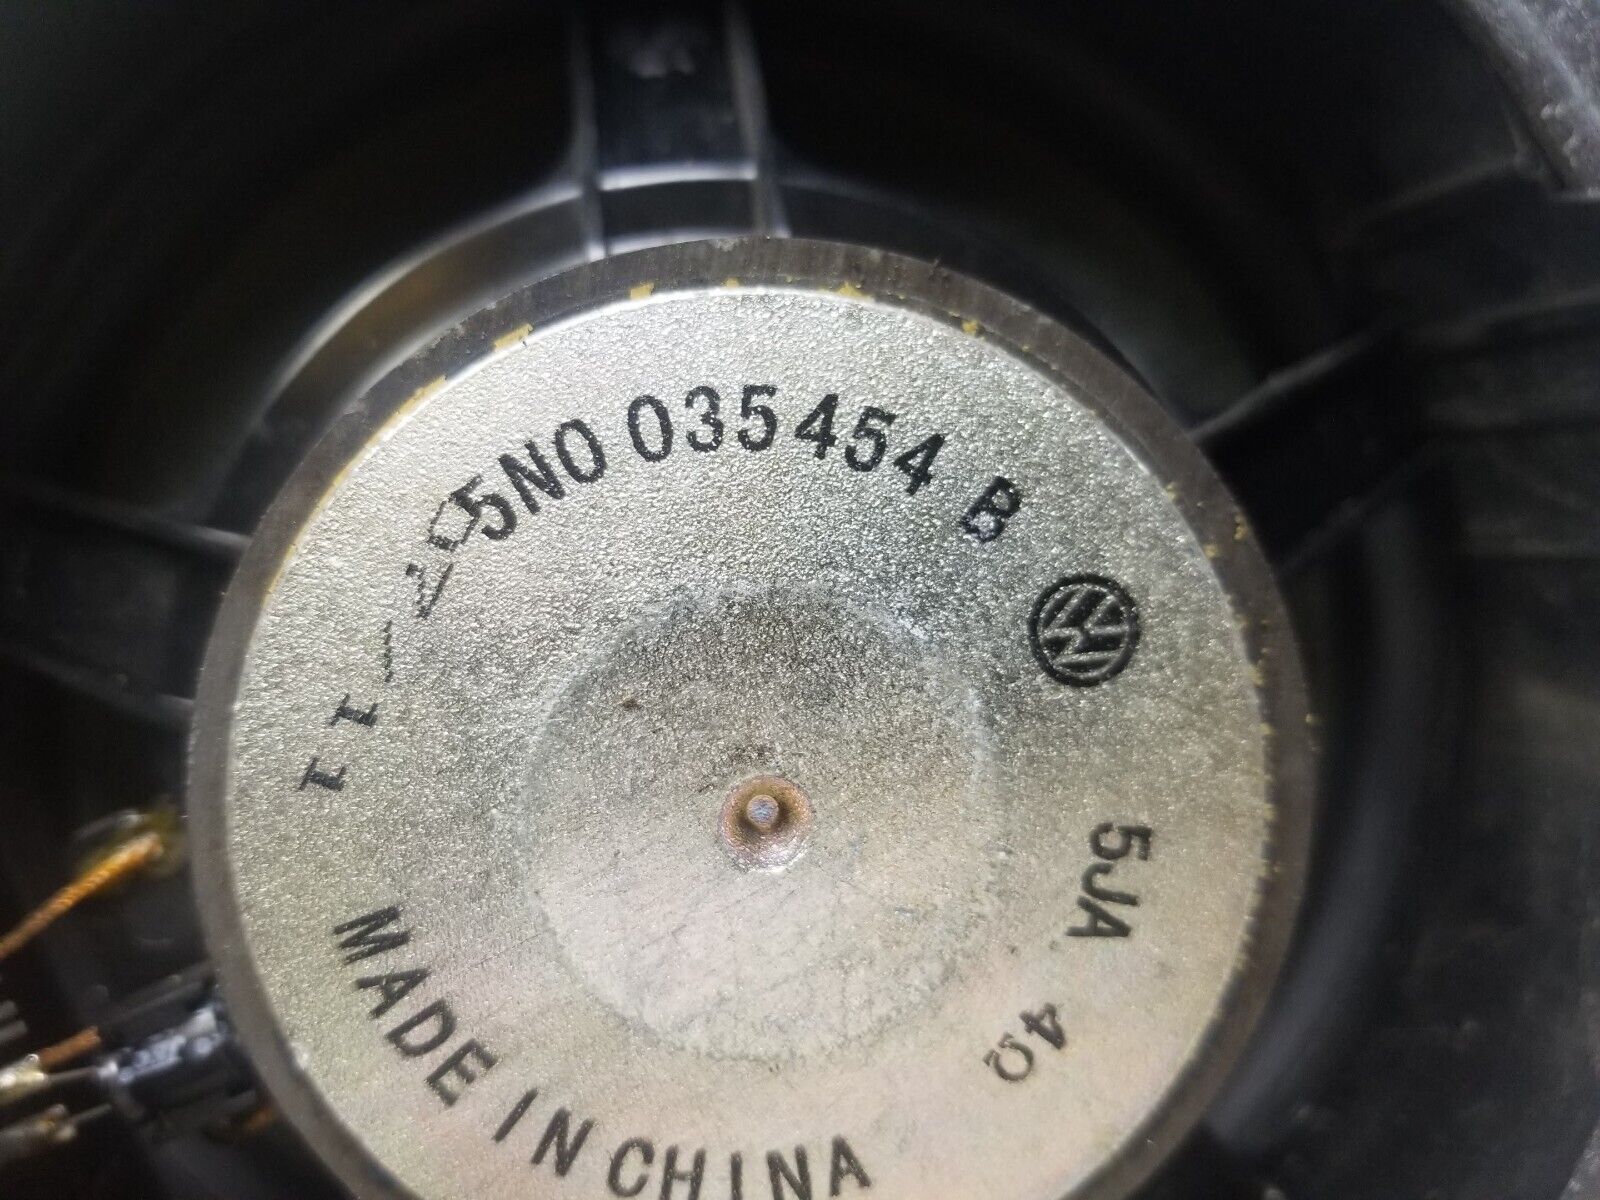 5N0 035 454 B
5JA 4Ω
MADE IN CHINA